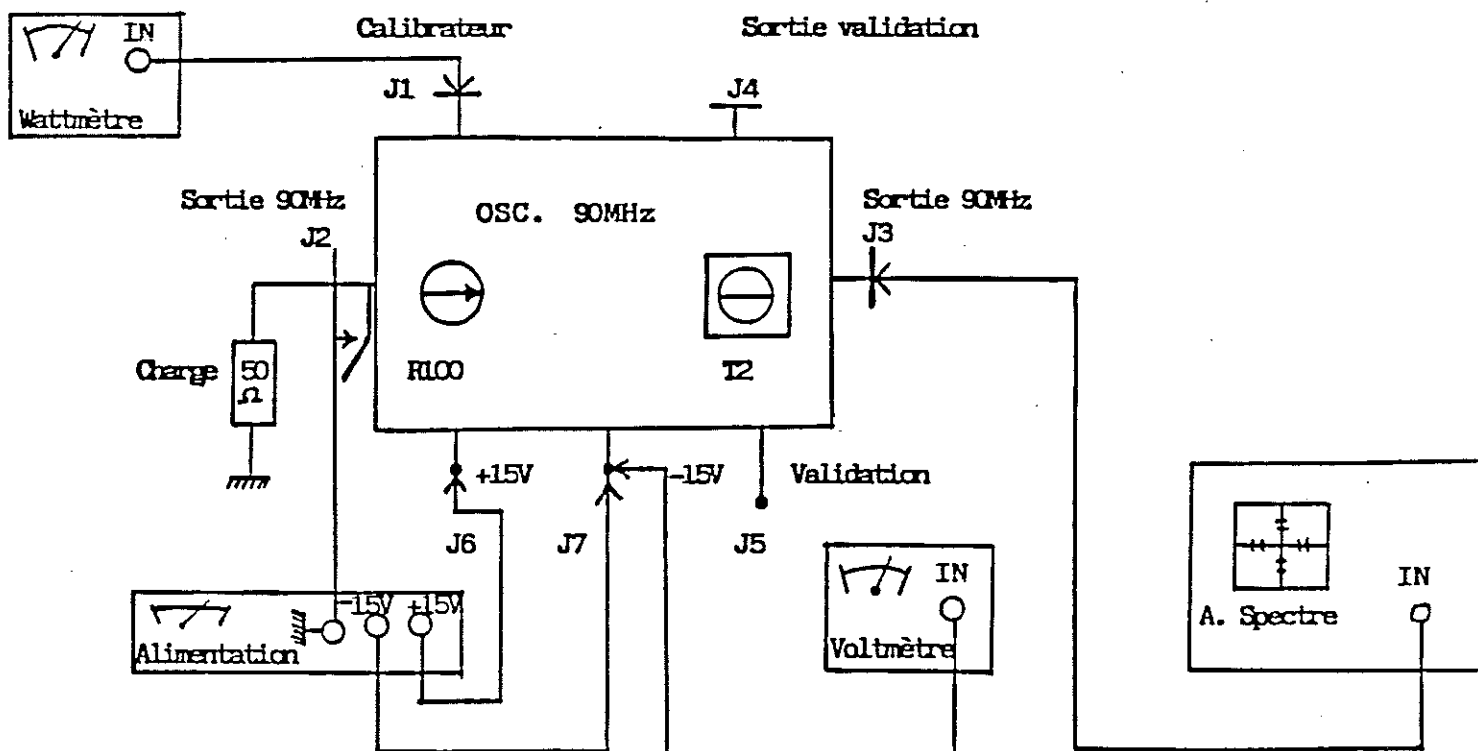 IN
Wattmètre
Calibrateur
J1
Sortie validation
J4
Sortie 90MHz
J2
OSC. 90MHz
R100
T2
Sortie 90MHz
J3
Charge
50
Ω
+15V
J6
J7
-15V
Validation
J5
-15V +15V
Alimentation
IN
Voltmètre
IN
A. Spectre